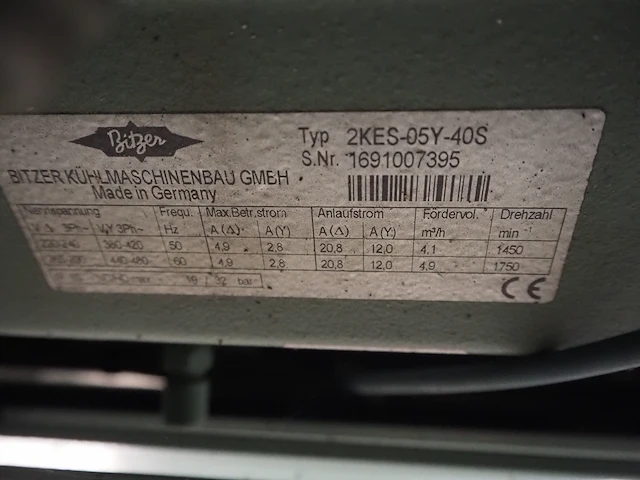 Bitzer
Typ 2KES-05Y-40S
S.Nr. 1691007395
BITZER KÜHLMASCHINENBAU GMBH
Made in Germany
Nennspannung Frequ. Max.Betr.strom Anlaufstrom Fördervol. Drehzahl
V Δ 3Ph~ V Y 3Ph~ Hz A (Δ) A (Y) A (Δ) A (Y) m³/h min⁻¹
220-240 380-420 50 4,9 2,8 20,8 12,0 4,1 1450
440-480 60 4,9 2,8 20,8 12,0 4,9 1750
max. 19 / 32 bar
CE